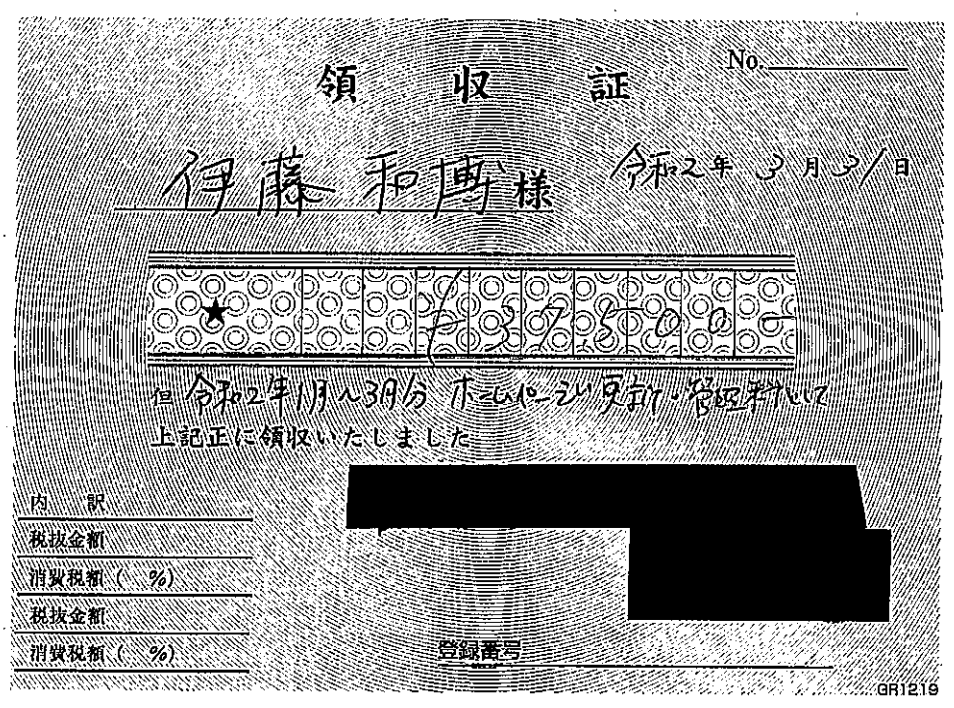 領収証
No.
伊藤和博様
令和2年3月31日
★ ¥37,500-
但 令和2年1月～3月分 ホームページ更新・管理料として
上記正に領収いたしました
内訳
税抜金額
消費税額( %)
税抜金額
消費税額( %)
登録番号
GR1219